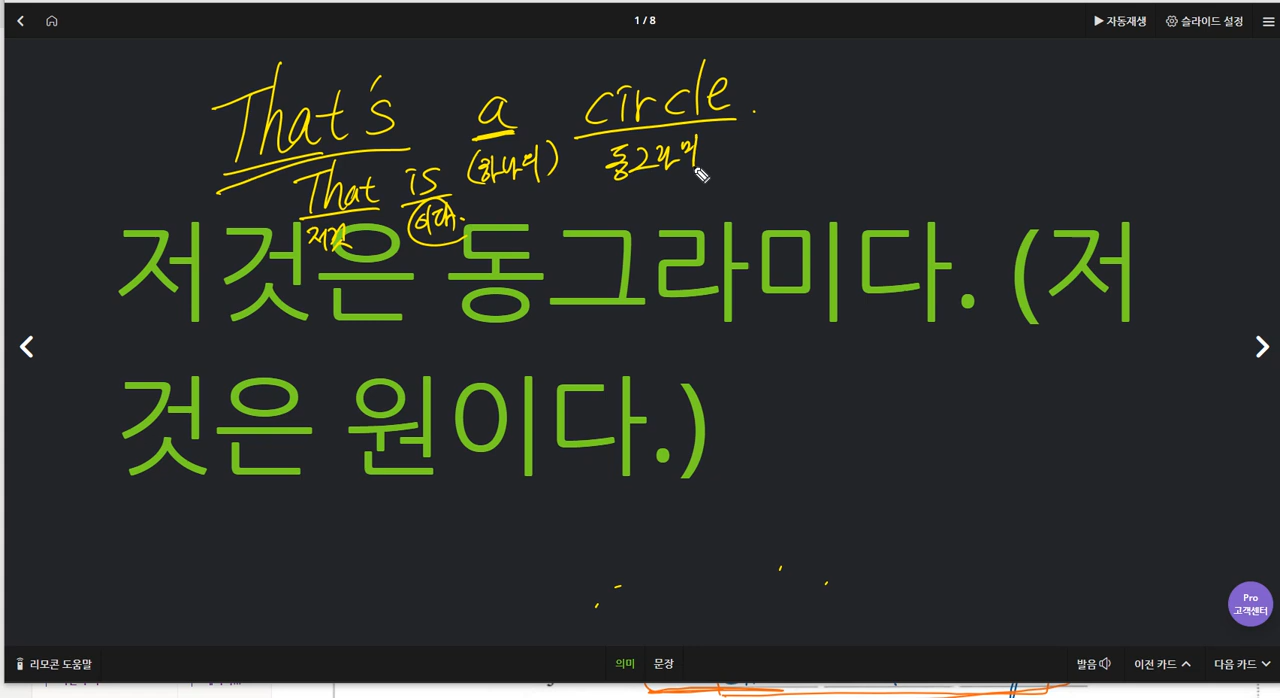 1 / 8
자동재생
슬라이드 설정
That's a circle.
(하나의)
동그라미
That is
저것
이다.
저것은 동그라미다. (저
것은 원이다.)
Pro
고객센터
리모콘 도움말
의미
문장
발음
이전 카드
다음 카드